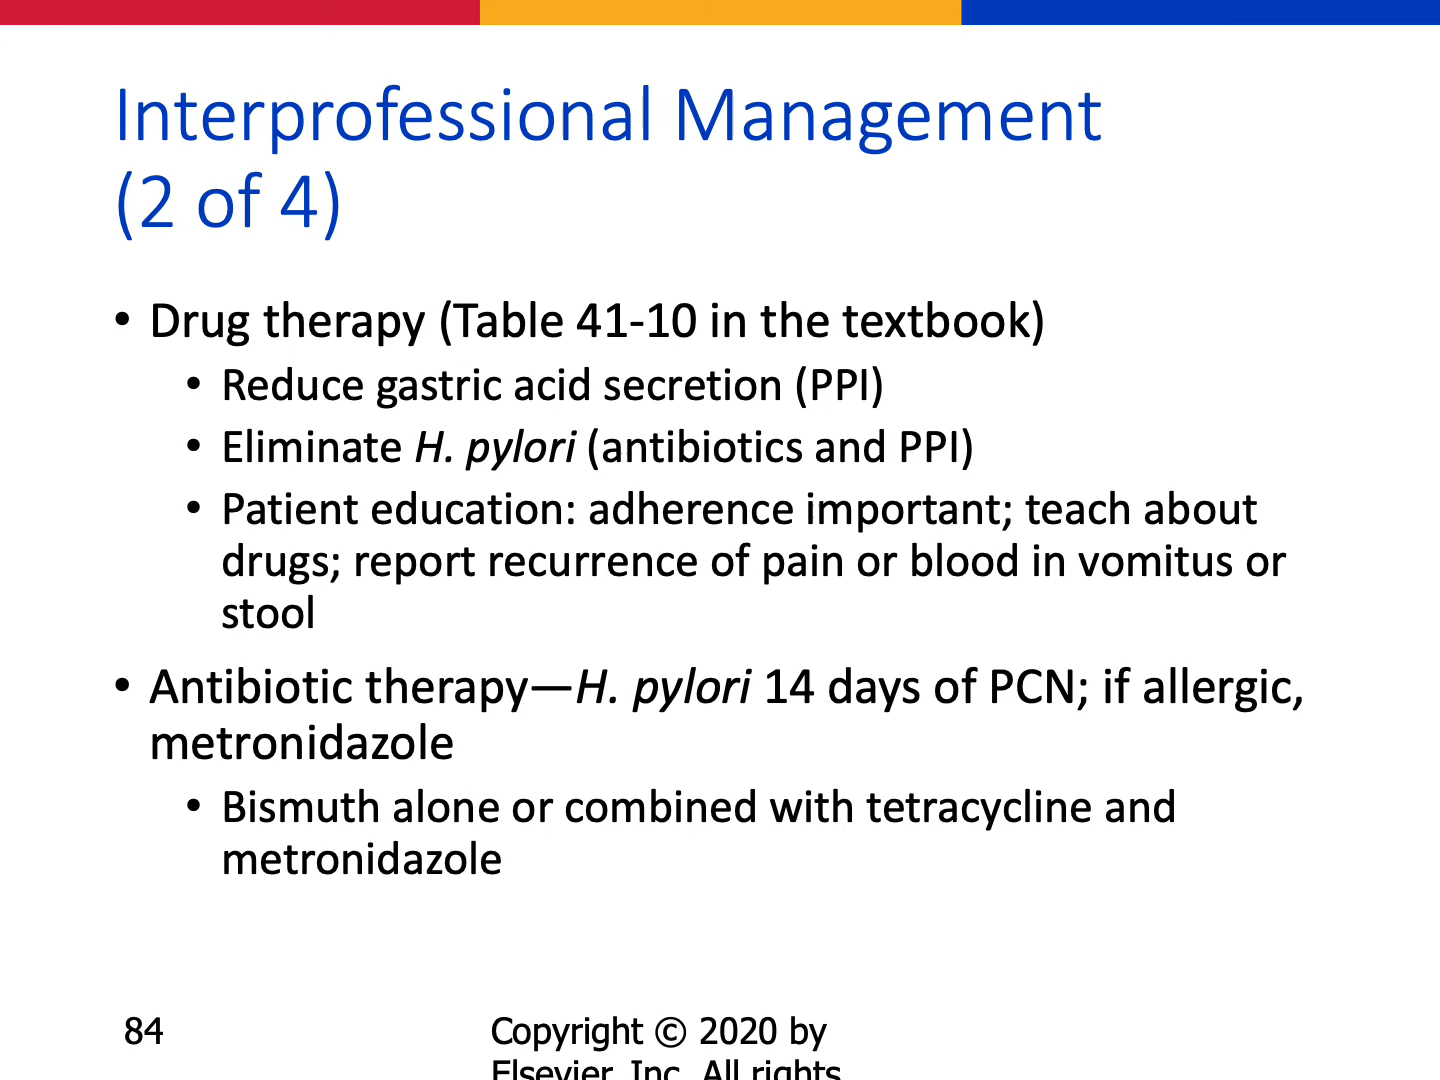 Interprofessional Management
(2 of 4)
• Drug therapy (Table 41-10 in the textbook)
• Reduce gastric acid secretion (PPI)
• Eliminate H. pylori (antibiotics and PPI)
• Patient education: adherence important; teach about
drugs; report recurrence of pain or blood in vomitus or
stool
• Antibiotic therapy—H. pylori 14 days of PCN; if allergic,
metronidazole
• Bismuth alone or combined with tetracycline and
metronidazole
84
Copyright © 2020 by
Elsevier, Inc. All rights